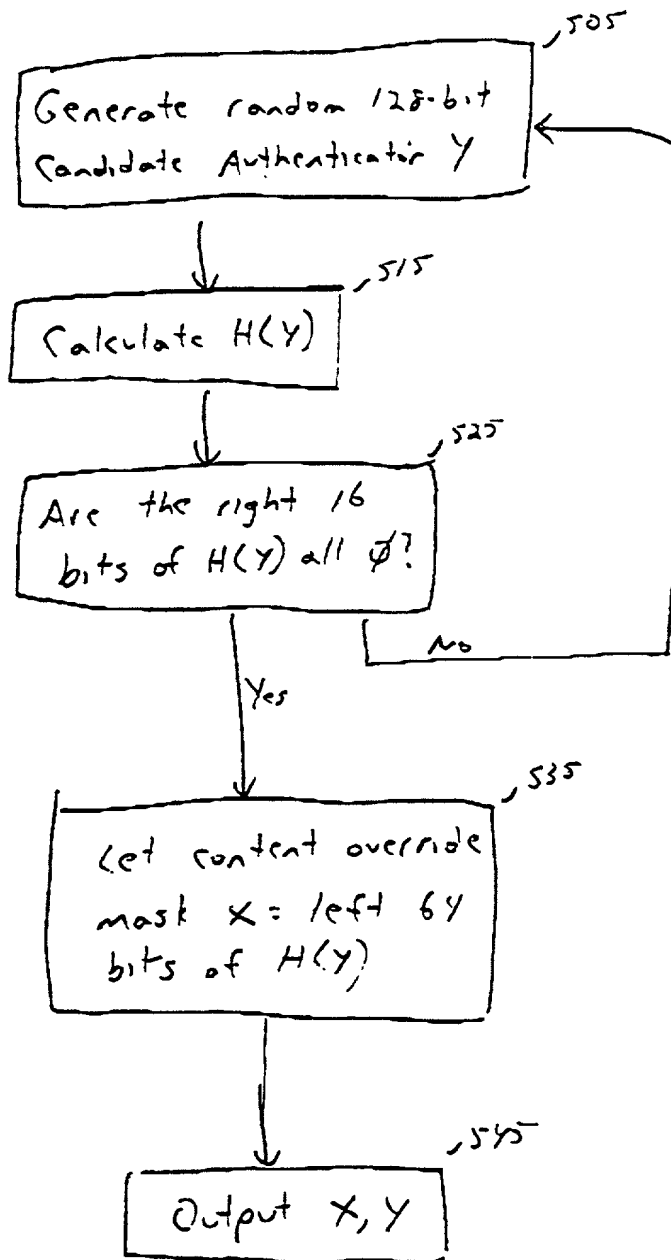 505
Generate random 128-bit
Candidate Authenticator Y
515
Calculate H(Y)
525
Are the right 16
bits of H(Y) all Ø?
No
Yes
535
Let content override
mask X = left 64
bits of H(Y)
545
Output X, Y